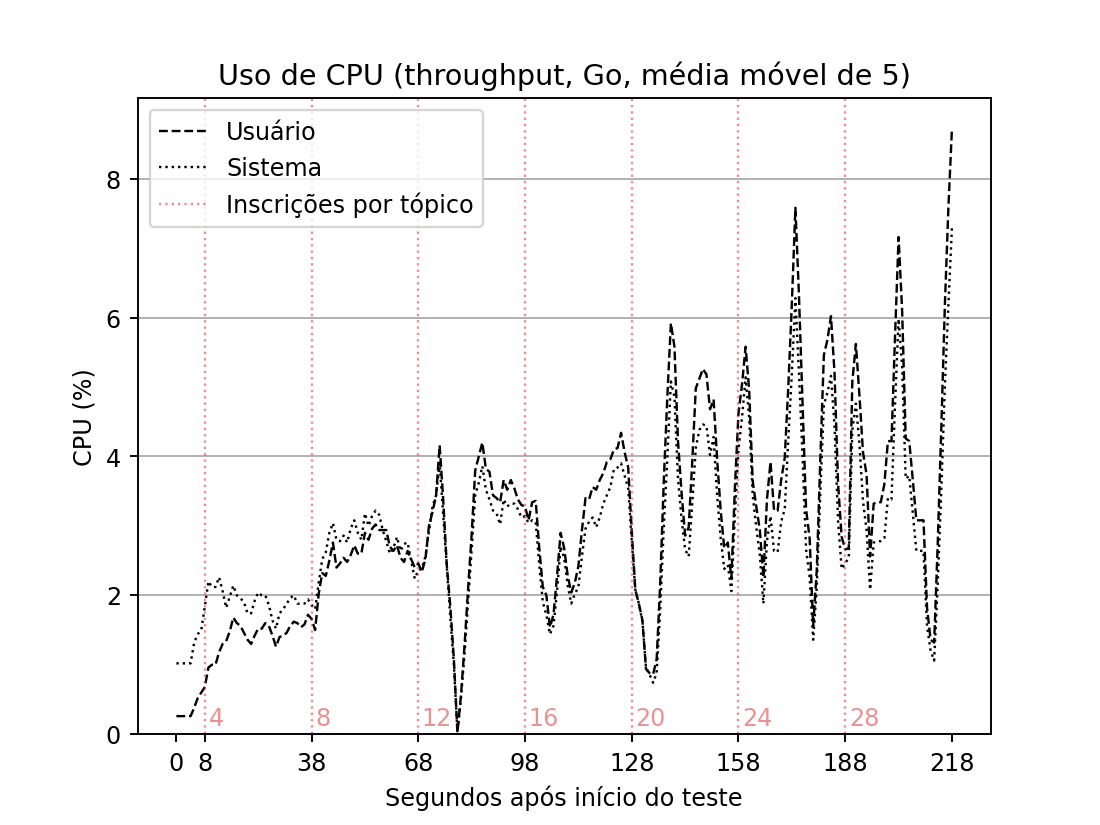 Uso de CPU (throughput, Go, média móvel de 5)
Usuário
Sistema
Inscrições por tópico
CPU (%)
8
6
4
2
0
4
8
12
16
20
24
28
0 8 38 68 98 128 158 188 218
Segundos após início do teste